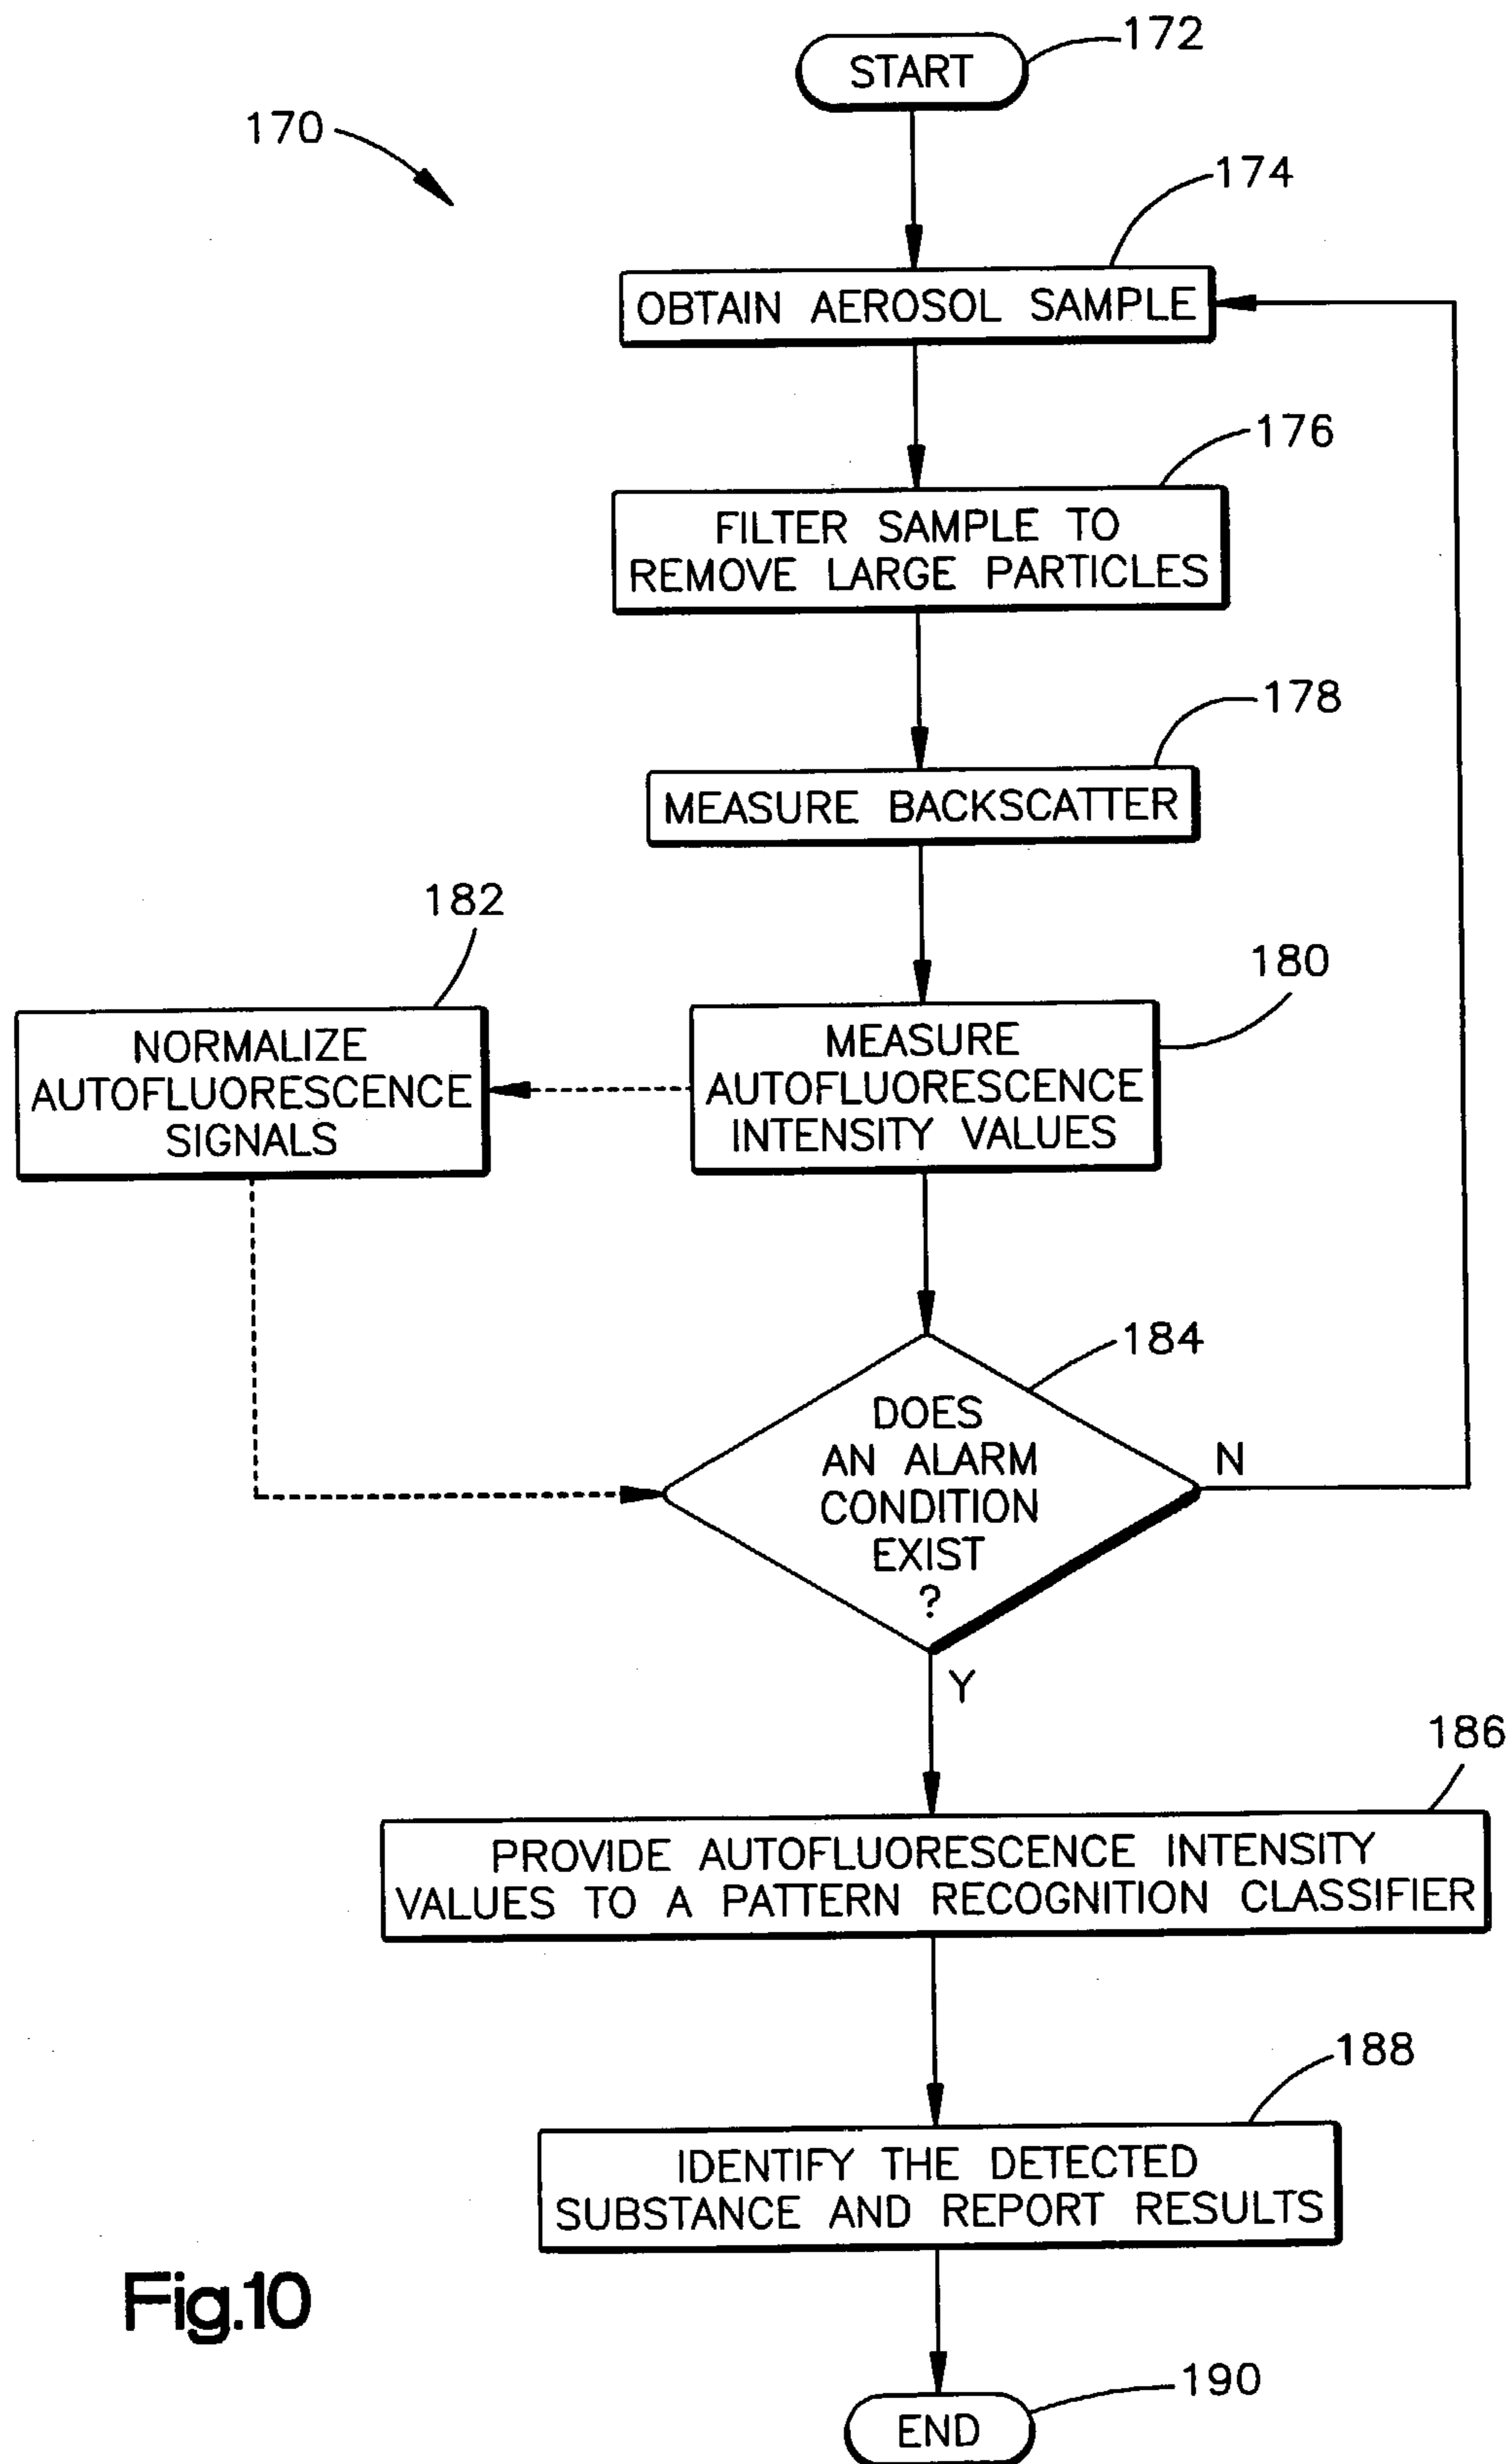 172
START
170
174
OBTAIN AEROSOL SAMPLE
176
FILTER SAMPLE TO
REMOVE LARGE PARTICLES
178
MEASURE BACKSCATTER
182
180
NORMALIZE
AUTOFLUORESCENCE
SIGNALS
MEASURE
AUTOFLUORESCENCE
INTENSITY VALUES
184
DOES
AN ALARM
CONDITION
EXIST
?
N
Y
186
PROVIDE AUTOFLUORESCENCE INTENSITY
VALUES TO A PATTERN RECOGNITION CLASSIFIER
188
IDENTIFY THE DETECTED
SUBSTANCE AND REPORT RESULTS
Fig.10
190
END